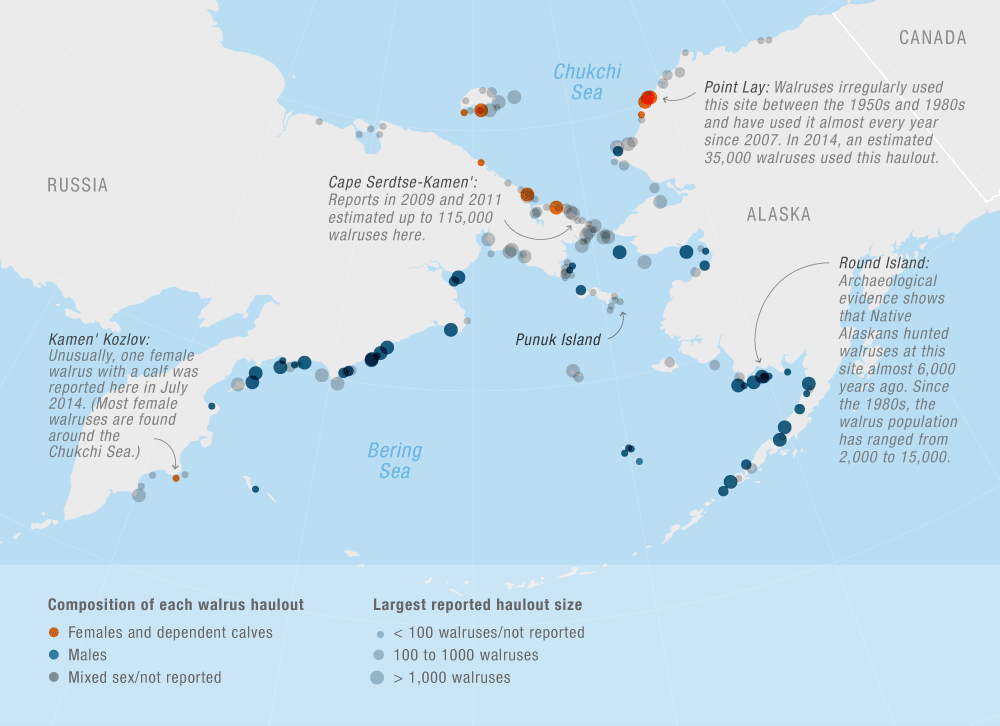 CANADA
Chukchi
Sea
Point Lay: Walruses irregularly used
this site between the 1950s and 1980s
and have used it almost every year
since 2007. In 2014, an estimated
35,000 walruses used this haulout.
RUSSIA
Cape Serdtse-Kamen':
Reports in 2009 and 2011
estimated up to 115,000
walruses here.
ALASKA
Round Island:
Archaeological
evidence shows
that Native
Alaskans hunted
walruses at this
site almost 6,000
years ago. Since
the 1980s, the
walrus population
has ranged from
2,000 to 15,000.
Punuk Island
Kamen' Kozlov:
Unusually, one female
walrus with a calf was
reported here in July
2014. (Most female
walruses are found
around the
Chukchi Sea.)
Bering
Sea
Composition of each walrus haulout
Females and dependent calves
Males
Mixed sex/not reported
Largest reported haulout size
< 100 walruses/not reported
100 to 1000 walruses
> 1,000 walruses